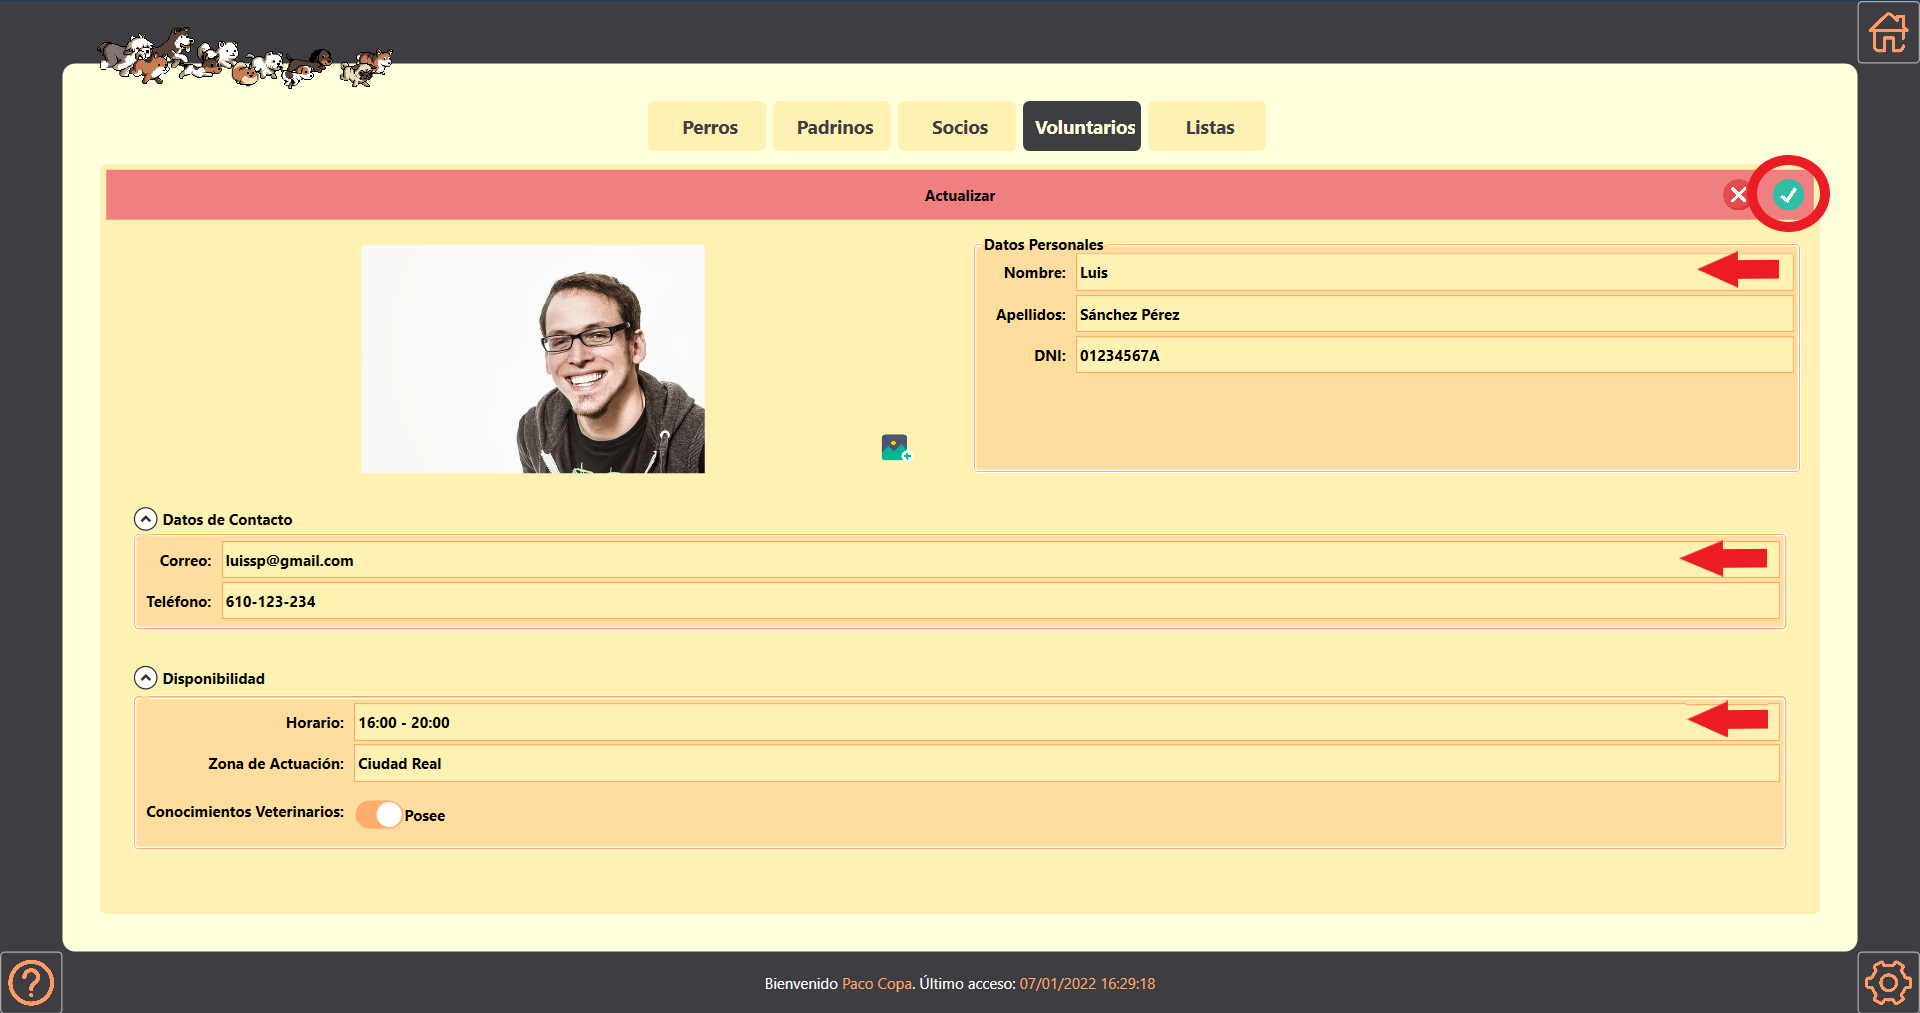 Perros Padrinos Socios Voluntarios Listas
Actualizar
Datos Personales
Nombre: Luis
Apellidos: Sánchez Pérez
DNI: 01234567A
Datos de Contacto
Correo: luissp@gmail.com
Teléfono: 610-123-234
Disponibilidad
Horario: 16:00 - 20:00
Zona de Actuación: Ciudad Real
Conocimientos Veterinarios: Posee
Bienvenido Paco Copa. Último acceso: 07/01/2022 16:29:18